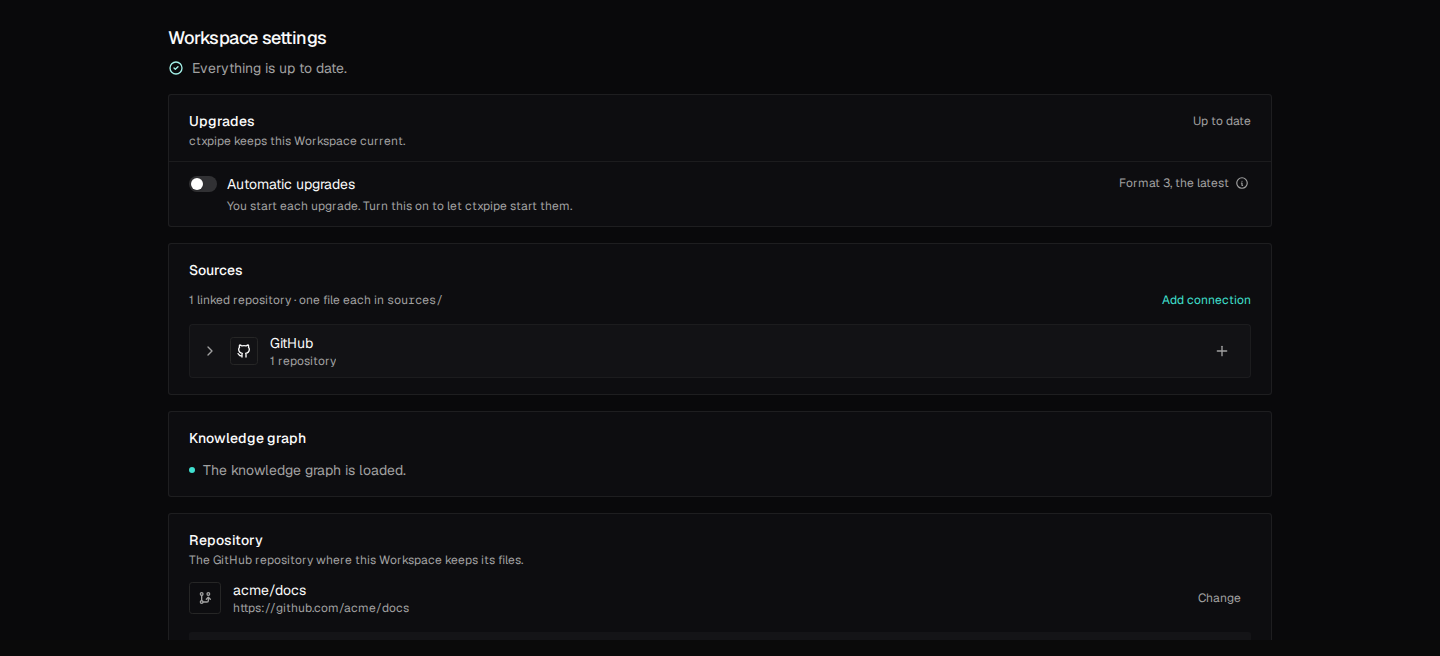 Workspace settings
Everything is up to date.
Upgrades
Up to date
ctxpipe keeps this Workspace current.
Automatic upgrades
Format 3, the latest
You start each upgrade. Turn this on to let ctxpipe start them.
Sources
1 linked repository · one file each in sources/
Add connection
GitHub
1 repository
Knowledge graph
The knowledge graph is loaded.
Repository
The GitHub repository where this Workspace keeps its files.
acme/docs
https://github.com/acme/docs
Change